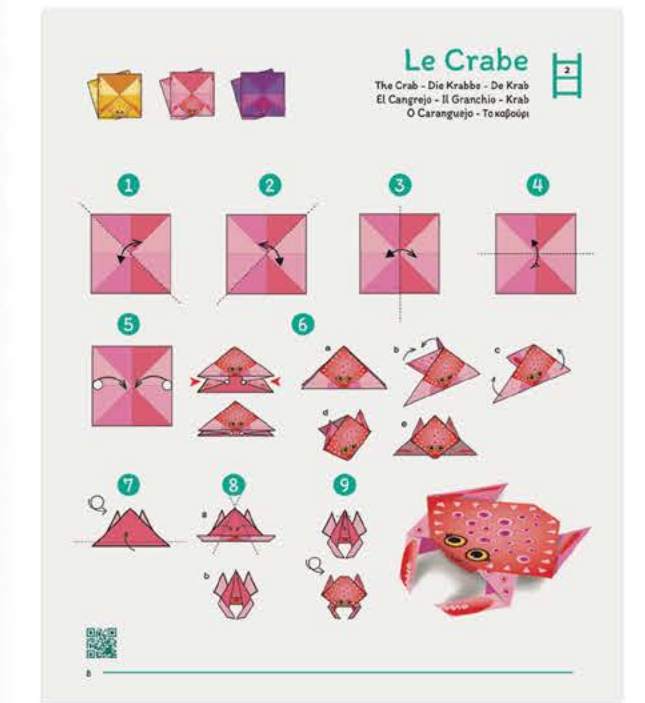 Le Crabe
2
The Crab - Die Krabbe - De Krab
El Cangrejo - Il Granchio - Krab
O Caranguejo - Το καβούρι
1
2
3
4
5
6
a
b
c
d
e
7
8
9
a
b
8